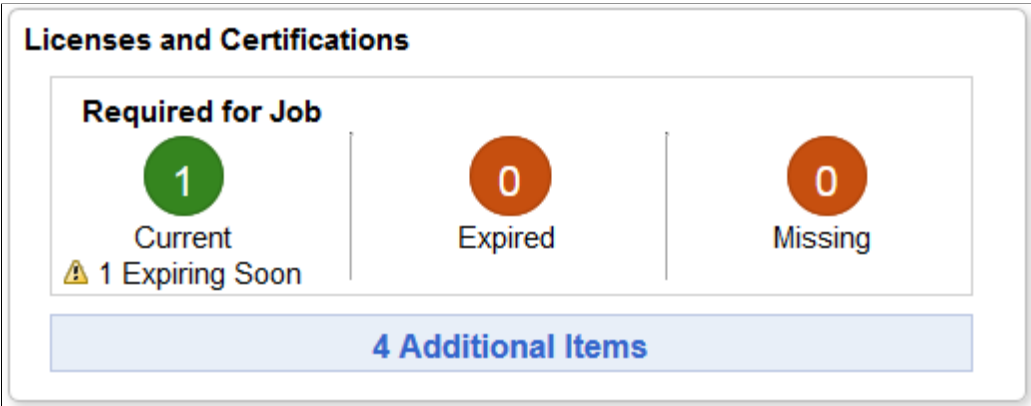 Licenses and Certifications
Required for Job
1 0 0
Current Expired Missing
1 Expiring Soon
4 Additional Items